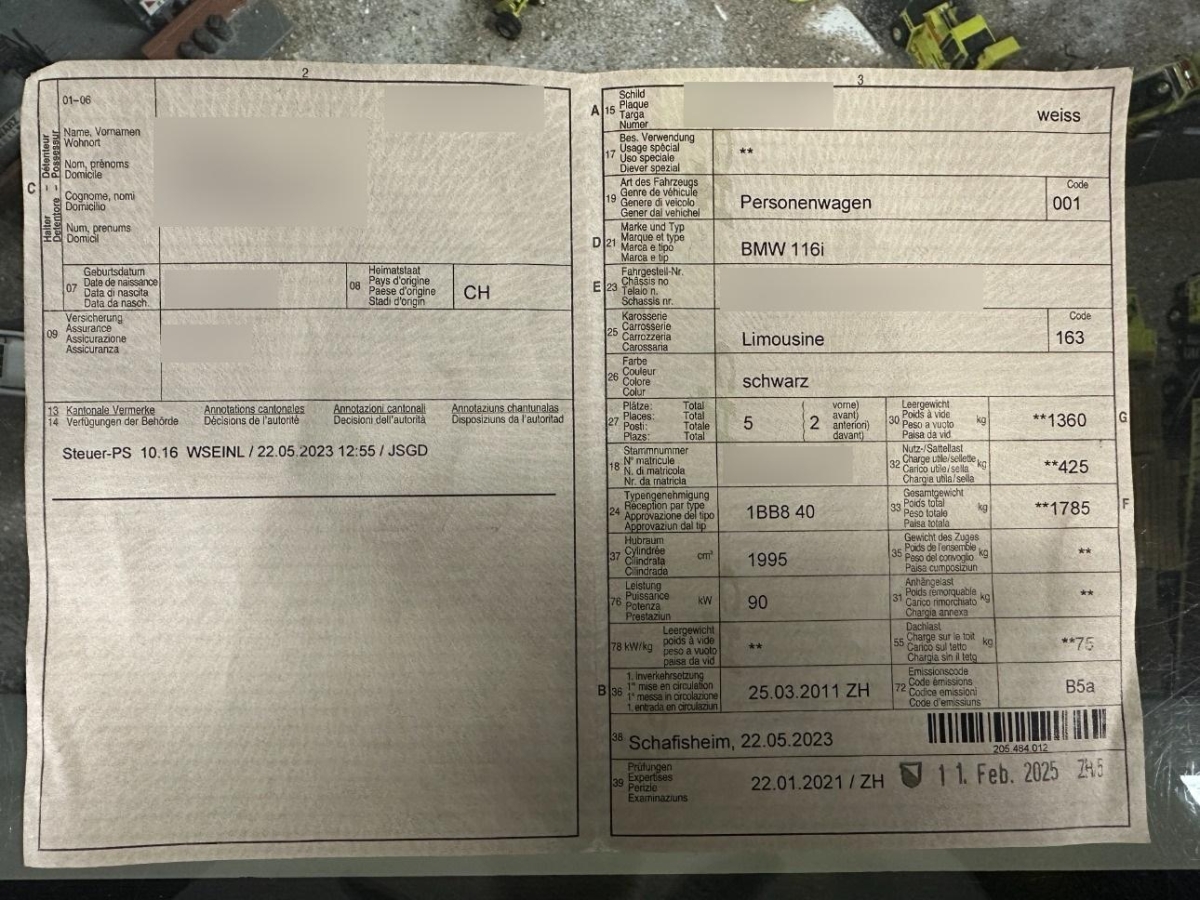 2
01-06
C
Halter - Détenteur
Detentore - Possessur
Name, Vornamen
Wohnort
Nom, prénoms
Domicile
Cognome, nomi
Domicilio
Num, prenums
Domicil
07
Geburtsdatum
Date de naissance
Data di nascita
Data da nasch.
08
Heimatstaat
Pays d'origine
Paese d'origine
Stadi d'origin
CH
09
Versicherung
Assurance
Assicurazione
Assicuranza
13 Kantonale Vermerke Annotations cantonales Annotazioni cantonali Annotaziuns chantunalas
14 Verfügungen der Behörde Décisions de l'autorité Decisioni dell'autorità Disposiziuns da l'autoritad
Steuer-PS 10.16 WSEINL / 22.05.2023 12:55 / JSGD
3
A 15
Schild
Plaque
Targa
Numer
weiss
17
Bes. Verwendung
Usage spécial
Uso speciale
Diever spezial
**
19
Art des Fahrzeugs
Genre de véhicule
Genere di veicolo
Gener dal vehichel
Personenwagen
Code
001
D 21
Marke und Typ
Marque et type
Marca e tipo
Marca e tip
BMW 116i
E 23
Fahrgestell-Nr.
Châssis no
Telaio n.
Schassis nr.
25
Karosserie
Carrosserie
Carrozzeria
Carossaria
Limousine
Code
163
26
Farbe
Couleur
Colore
Colur
schwarz
27
Plätze: Total
Places: Total
Posti: Totale
Plazs: Total
5
2
vorne)
avant)
anteriori)
davant)
30
Leergewicht
Poids à vide
Peso a vuoto
Paisa da vid
kg
**1360
G
18
Stammnummer
N° matricule
N. di matricola
Nr. da matricla
32
Nutz-/Sattellast
Charge utile/sellette
Carico utile/sella
Chargia utila/sella
kg
**425
24
Typengenehmigung
Réception par type
Approvazione del tipo
Approvaziun dal tip
1BB8 40
33
Gesamtgewicht
Poids total
Peso totale
Paisa totala
kg
**1785
F
37
Hubraum
Cylindrée
Cilindrata
Cilindrada
cm³
1995
35
Gewicht des Zuges
Poids de l'ensemble
Peso del convoglio
Paisa cumposiziun
kg
**
76
Leistung
Puissance
Potenza
Prestaziun
kW
90
31
Anhängelast
Poids remorquable
Carico rimorchiato
Chargia annexa
kg
**
78 kW/kg
Leergewicht
poids à vide
peso a vuoto
paisa da vid
**
55
Dachlast
Charge sur le toit
Carico sul tetto
Chargia sin il tetg
kg
**75
B 36
1. Inverkehrsetzung
1re mise en circulation
1a messa in circolazione
1. entrada en circulaziun
25.03.2011 ZH
72
Emissionscode
Code émissions
Codice emissioni
Code d'emissiuns
B5a
38
Schafisheim, 22.05.2023
205.484.012
39
Prüfungen
Expertises
Perizie
Examinaziuns
22.01.2021 / ZH
11. Feb. 2025 ZH5